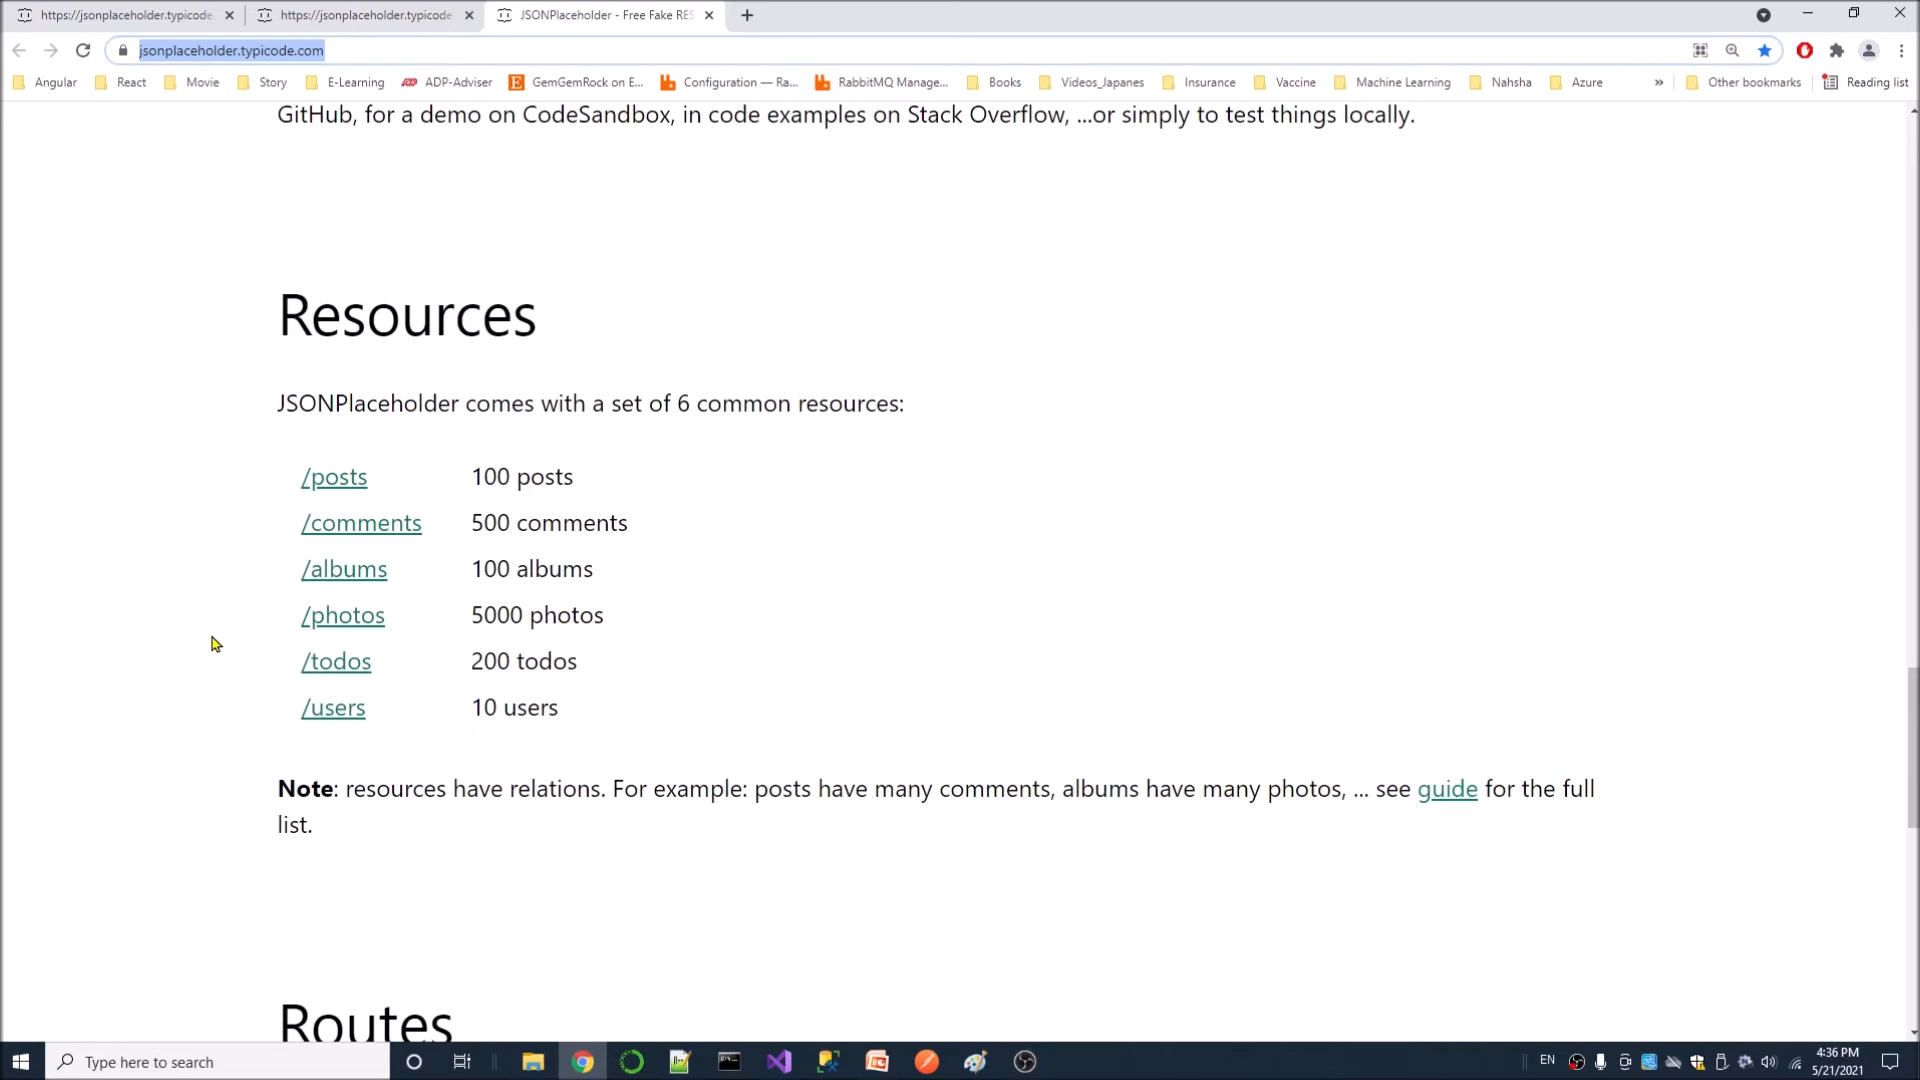 https://jsonplaceholder.typicode
https://jsonplaceholder.typicode
JSONPlaceholder - Free Fake RES
jsonplaceholder.typicode.com
Angular
React
Movie
Story
E-Learning
ADP-Adviser
GemGemRock on E...
Configuration — Ra...
RabbitMQ Manage...
Books
Videos_Japanes
Insurance
Vaccine
Machine Learning
Nahsha
Azure
»
Other bookmarks
Reading list
GitHub, for a demo on CodeSandbox, in code examples on Stack Overflow, ...or simply to test things locally.
Resources
JSONPlaceholder comes with a set of 6 common resources:
/posts 100 posts
/comments 500 comments
/albums 100 albums
/photos 5000 photos
/todos 200 todos
/users 10 users
Note: resources have relations. For example: posts have many comments, albums have many photos, ... see guide for the full
list.
Routes
Type here to search
EN
4:36 PM
5/21/2021